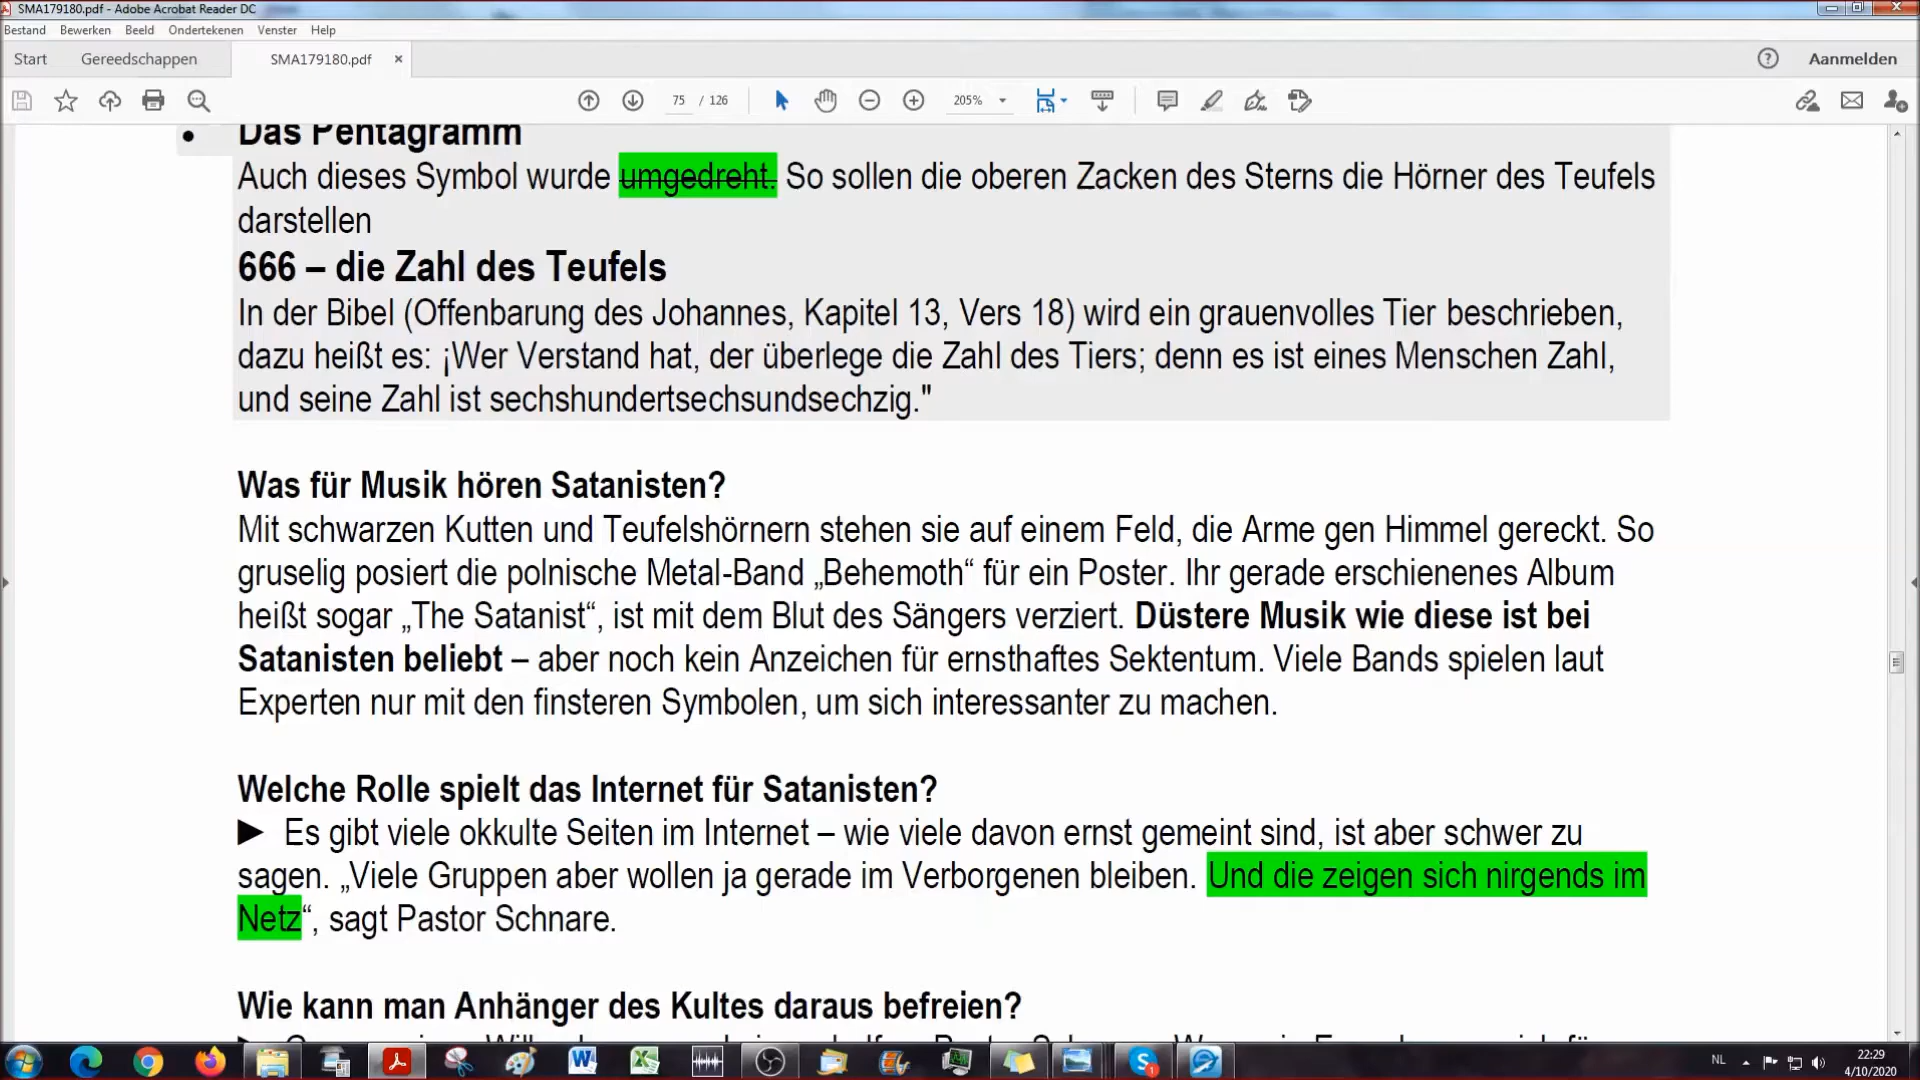 SMA179180.pdf - Adobe Acrobat Reader DC
Bestand Bewerken Beeld Ondertekenen Venster Help
Start Gereedschappen SMA179180.pdf × Aanmelden
75 / 126 205%
• Das Pentagramm
Auch dieses Symbol wurde umgedreht. So sollen die oberen Zacken des Sterns die Hörner des Teufels
darstellen
666 – die Zahl des Teufels
In der Bibel (Offenbarung des Johannes, Kapitel 13, Vers 18) wird ein grauenvolles Tier beschrieben,
dazu heißt es: ¡Wer Verstand hat, der überlege die Zahl des Tiers; denn es ist eines Menschen Zahl,
und seine Zahl ist sechshundertsechsundsechzig."
Was für Musik hören Satanisten?
Mit schwarzen Kutten und Teufelshörnern stehen sie auf einem Feld, die Arme gen Himmel gereckt. So
gruselig posiert die polnische Metal-Band „Behemoth“ für ein Poster. Ihr gerade erschienenes Album
heißt sogar „The Satanist“, ist mit dem Blut des Sängers verziert. Düstere Musik wie diese ist bei
Satanisten beliebt – aber noch kein Anzeichen für ernsthaftes Sektentum. Viele Bands spielen laut
Experten nur mit den finsteren Symbolen, um sich interessanter zu machen.
Welche Rolle spielt das Internet für Satanisten?
► Es gibt viele okkulte Seiten im Internet – wie viele davon ernst gemeint sind, ist aber schwer zu
sagen. „Viele Gruppen aber wollen ja gerade im Verborgenen bleiben. Und die zeigen sich nirgends im
Netz“, sagt Pastor Schnare.
Wie kann man Anhänger des Kultes daraus befreien?
NL 22:29
4/10/2020